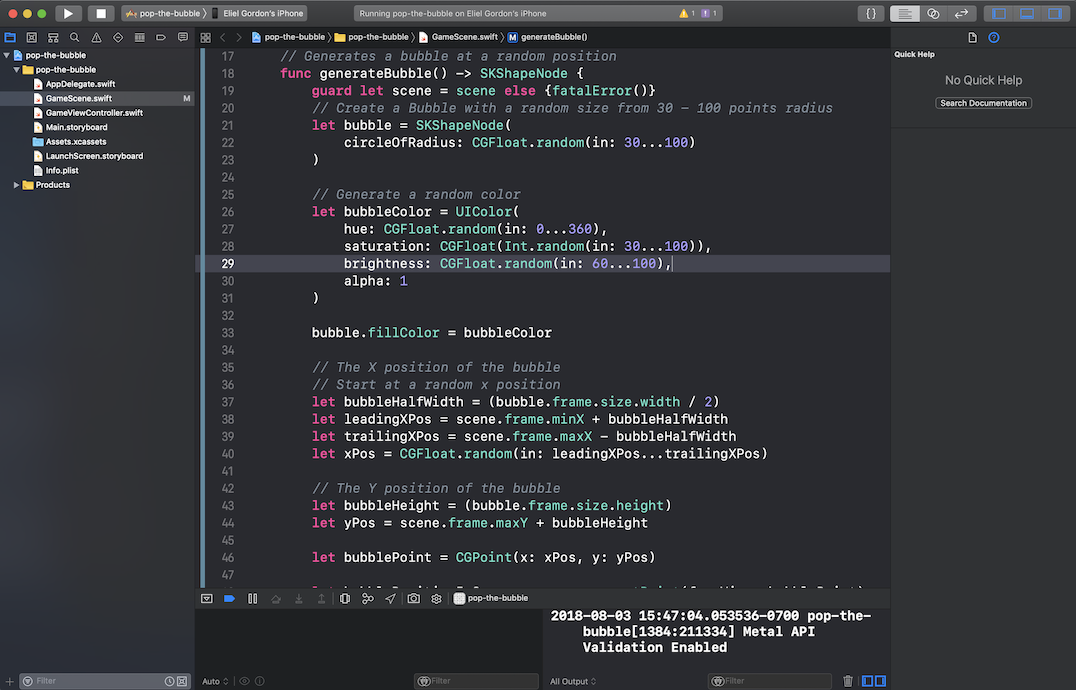 pop-the-bubble 〉 Eliel Gordon's iPhone
Running pop-the-bubble on Eliel Gordon's iPhone
1 1
{}
pop-the-bubble 〉 pop-the-bubble 〉 GameScene.swift 〉 M generateBubble()
pop-the-bubble
pop-the-bubble
AppDelegate.swift
GameScene.swift M
GameViewController.swift
Main.storyboard
Assets.xcassets
LaunchScreen.storyboard
Info.plist
Products
17 // Generates a bubble at a random position
18 func generateBubble() -> SKShapeNode {
19 guard let scene = scene else {fatalError()}
20 // Create a Bubble with a random size from 30 - 100 points radius
21 let bubble = SKShapeNode(
22 circleOfRadius: CGFloat.random(in: 30...100)
23 )
24
25 // Generate a random color
26 let bubbleColor = UIColor(
27 hue: CGFloat.random(in: 0...360),
28 saturation: CGFloat(Int.random(in: 30...100)),
29 brightness: CGFloat.random(in: 60...100),
30 alpha: 1
31 )
32
33 bubble.fillColor = bubbleColor
34
35 // The X position of the bubble
36 // Start at a random x position
37 let bubbleHalfWidth = (bubble.frame.size.width / 2)
38 let leadingXPos = scene.frame.minX + bubbleHalfWidth
39 let trailingXPos = scene.frame.maxX - bubbleHalfWidth
40 let xPos = CGFloat.random(in: leadingXPos...trailingXPos)
41
42 // The Y position of the bubble
43 let bubbleHeight = (bubble.frame.size.height)
44 let yPos = scene.frame.maxY + bubbleHeight
45
46 let bubblePoint = CGPoint(x: xPos, y: yPos)
47
Quick Help
No Quick Help
Search Documentation
pop-the-bubble
2018-08-03 15:47:04.053536-0700 pop-the-
bubble[1384:211334] Metal API
Validation Enabled
Filter
Auto
Filter
All Output
Filter